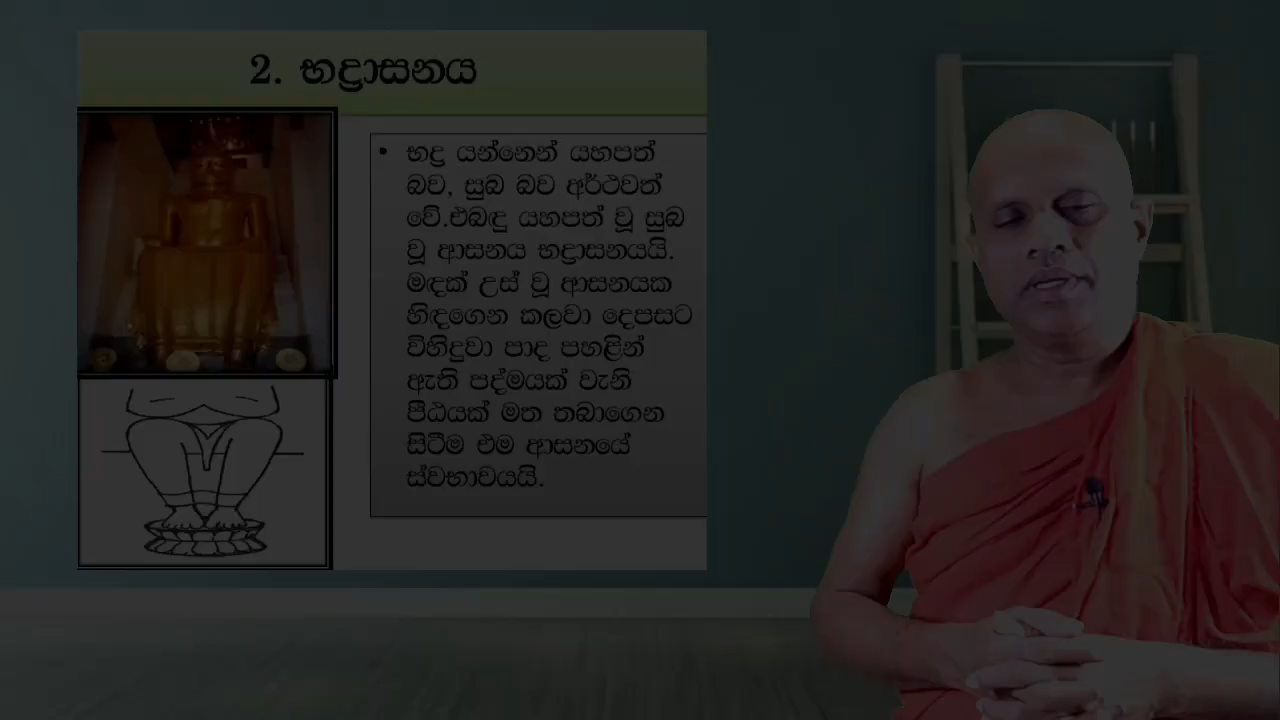 2. භද්‍රාසනය
• භද්‍ර යන්නෙන් යහපත්
බව, සුබ බව අර්ථවත්
වේ.එබඳු යහපත් වූ සුබ
වූ ආසනය භද්‍රාසනයයි.
මඳක් උස් වූ ආසනයක
හිඳගෙන කලවා දෙපසට
විහිදුවා පාද පහළින්
ඇති පද්මයක් වැනි
පීඨයක් මත තබාගෙන
සිටීම එම ආසනයේ
ස්වභාවයයි.